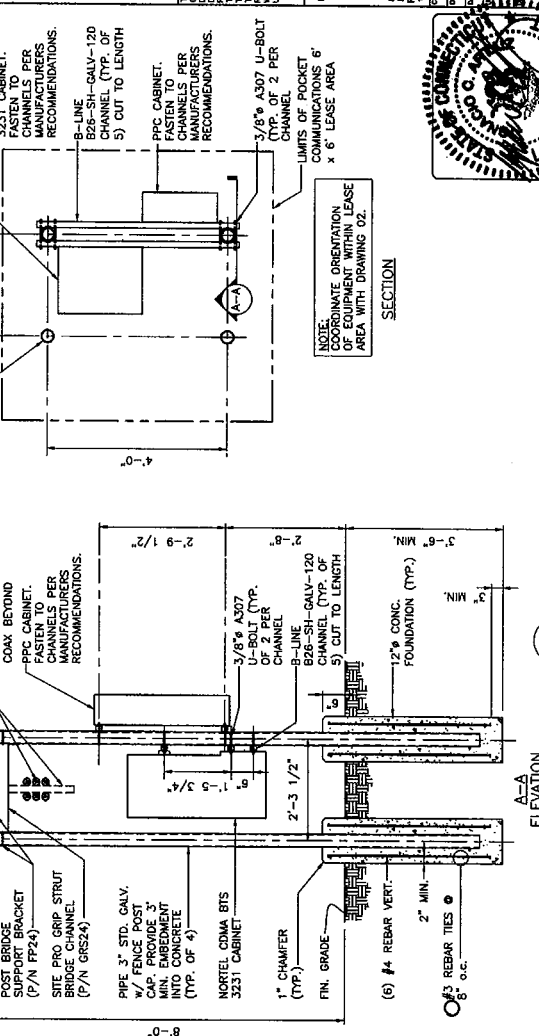 3231 CABINET.
FASTEN TO
CHANNELS PER
MANUFACTURERS
RECOMMENDATIONS.
B-LINE
B26-SH-GALV-120
CHANNEL (TYP. OF
5) CUT TO LENGTH
PPC CABINET.
FASTEN TO
CHANNELS PER
MANUFACTURERS
RECOMMENDATIONS.
3/8"ø A307 U-BOLT
(TYP. OF 2 PER
CHANNEL
LIMITS OF POCKET
COMMUNICATIONS 6'
x 6' LEASE AREA
4'-0"
A-A
NOTE:
COORDINATE ORIENTATION
OF EQUIPMENT WITHIN LEASE
AREA WITH DRAWING 02.
SECTION
STATE OF CONNECTICUT
COAX BEYOND
PPC CABINET.
FASTEN TO
CHANNELS PER
MANUFACTURERS
RECOMMENDATIONS.
3/8"ø A307
U-BOLT (TYP.
OF 2 PER
CHANNEL
B-LINE
B26-SH-GALV-120
CHANNEL (TYP. OF
5) CUT TO LENGTH
12"ø CONC.
FOUNDATION (TYP.)
2'-9 1/2"
2'-8"
3'-6" MIN.
3" MIN.
6"
6"
1'-5 3/4"
2'-3 1/2"
POST BRIDGE
SUPPORT BRACKET
(P/N FP24)
SITE PRO GRIP STRUT
BRIDGE CHANNEL
(P/N GRS24)
PIPE 3" STD. GALV.
W/ FENCE POST
CAP. PROVIDE 3'
MIN. EMBEDMENT
INTO CONCRETE
(TYP. OF 4)
NORTEL CDMA BTS
3231 CABINET
1" CHAMFER
(TYP.)
FIN. GRADE
(6) #4 REBAR VERT.
2" MIN.
#3 REBAR TIES @
8" o.c.
8'-0"
A-A
ELEVATION